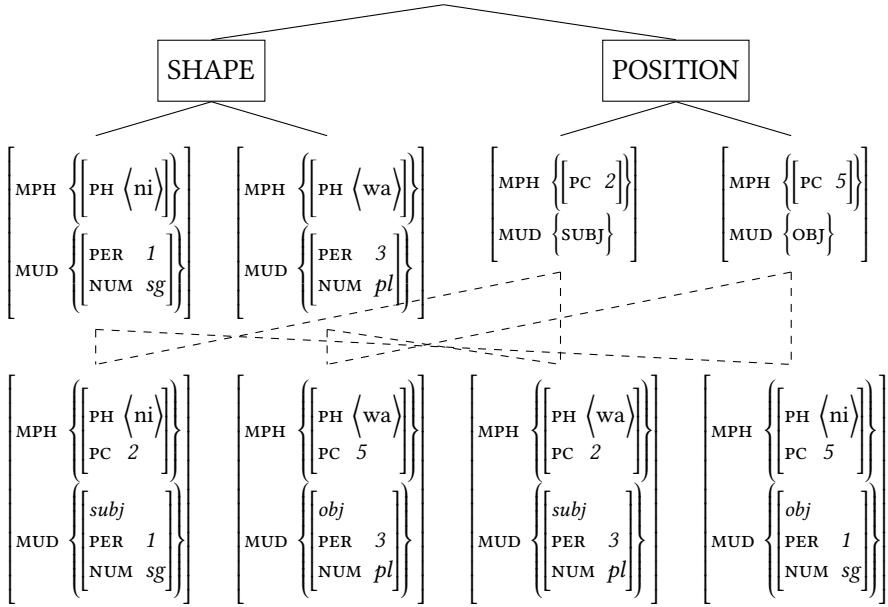 SHAPE POSITION
MPH {[PH ⟨ni⟩]} MPH {[PH ⟨wa⟩]} MPH {[PC 2]} MPH {[PC 5]}
MUD {[PER 1 MUD {[PER 3 MUD {SUBJ} MUD {OBJ}
NUM sg]} NUM pl]}
MPH {[PH ⟨ni⟩ MPH {[PH ⟨wa⟩ MPH {[PH ⟨wa⟩ MPH {[PH ⟨ni⟩
PC 2]} PC 5]} PC 2]} PC 5]}
MUD {[subj MUD {[obj MUD {[subj MUD {[obj
PER 1 PER 3 PER 3 PER 1
NUM sg]} NUM pl]} NUM pl]} NUM sg]}